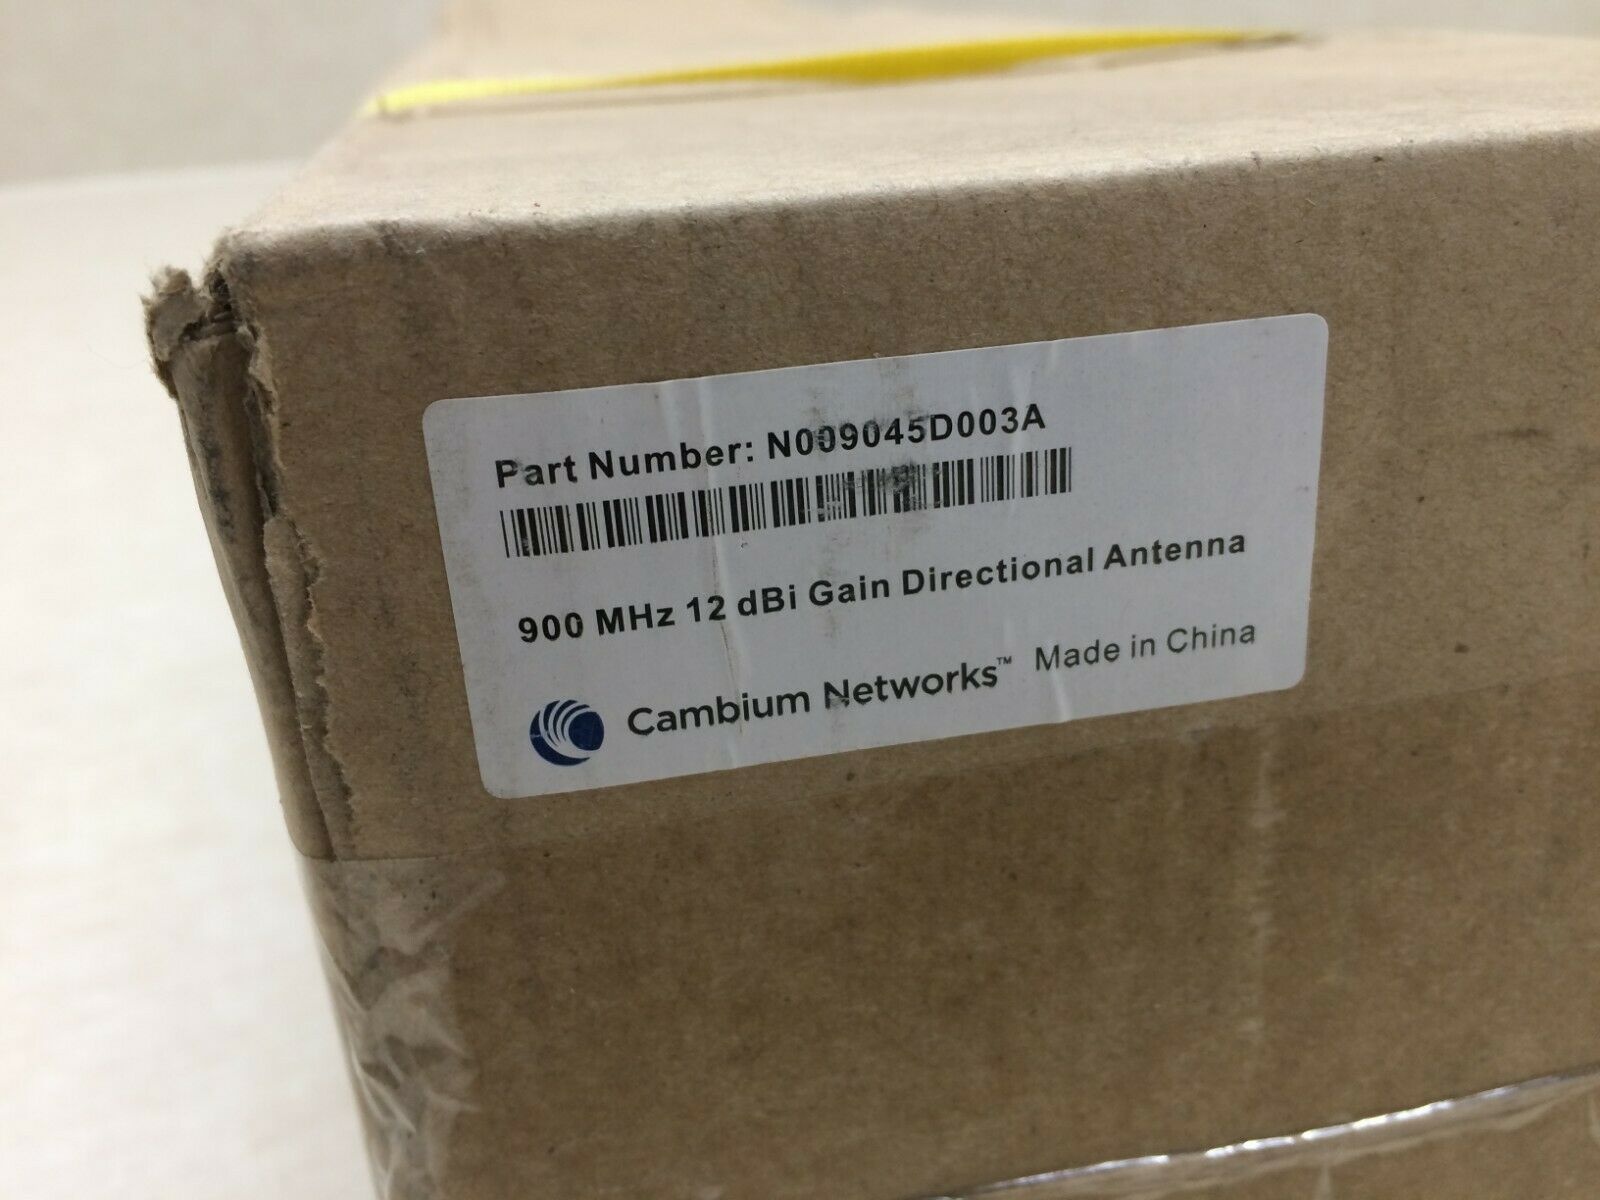 Part Number: N009045D003A
900 MHz 12 dBi Gain Directional Antenna
Cambium Networks™ Made in China